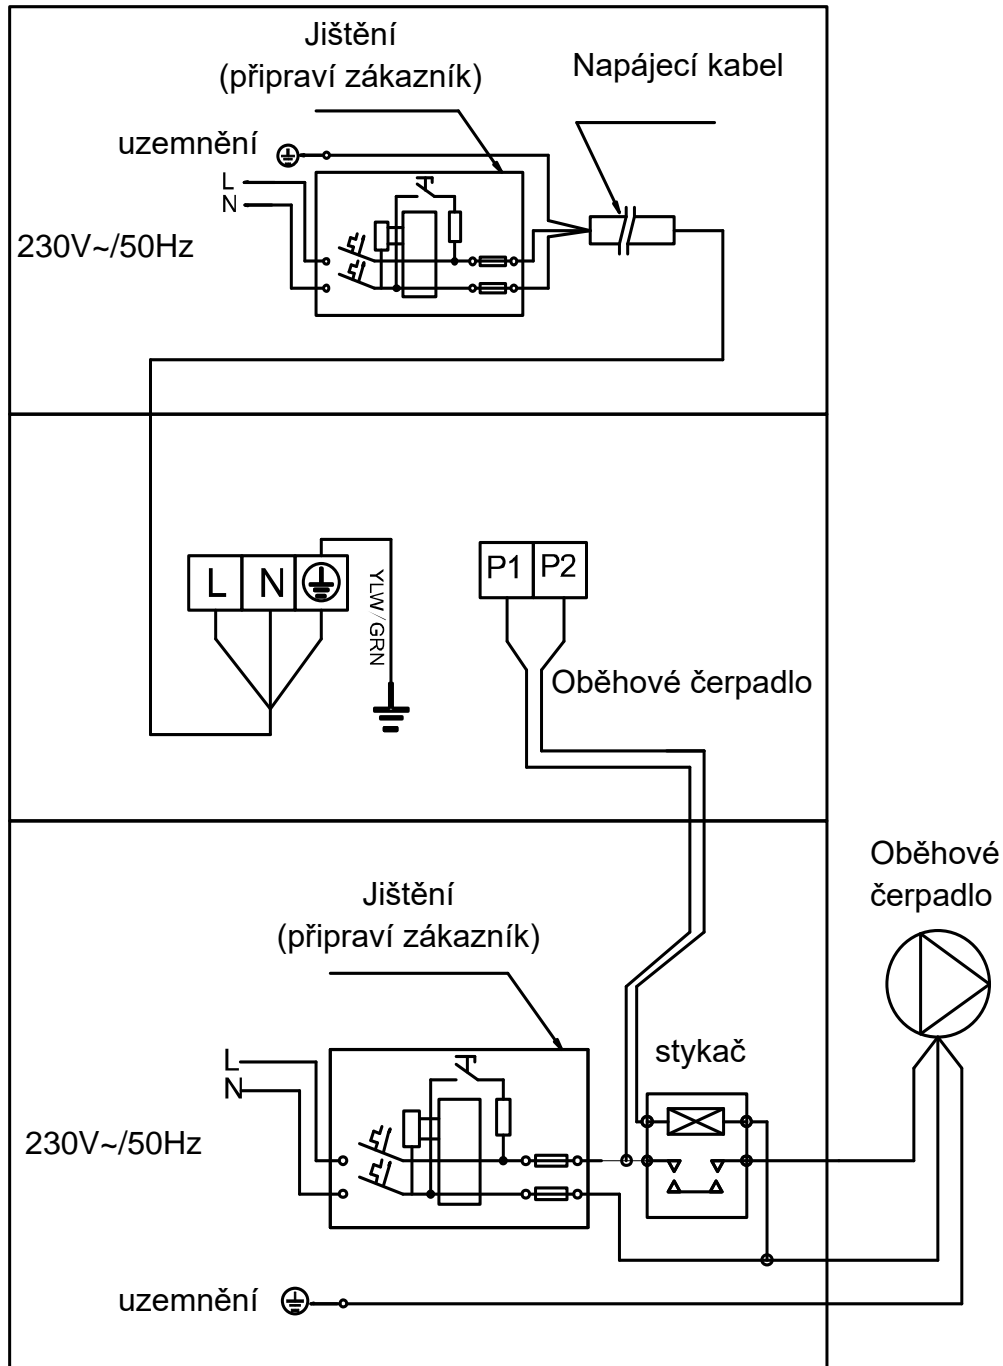 Jištění
(připraví zákazník)
Napájecí kabel
uzemnění
L
N
230V~/50Hz
L N
YLW/GRN
P1 P2
Oběhové čerpadlo
Oběhové
čerpadlo
Jištění
(připraví zákazník)
stykač
L
N
230V~/50Hz
uzemnění